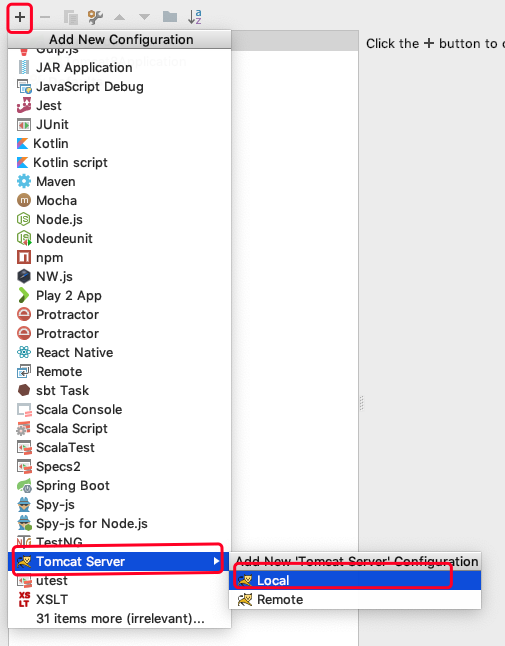 Add New Configuration
Click the + button to
Gulp.js
JAR Application
JavaScript Debug
Jest
JUnit
Kotlin
Kotlin script
Maven
Mocha
Node.js
Nodeunit
npm
NW.js
Play 2 App
Protractor
Protractor
React Native
Remote
sbt Task
Scala Console
Scala Script
ScalaTest
Specs2
Spring Boot
Spy-js
Spy-js for Node.js
TestNG
Tomcat Server
Add New 'Tomcat Server' Configuration
utest
Local
XSLT
Remote
31 items more (irrelevant)...